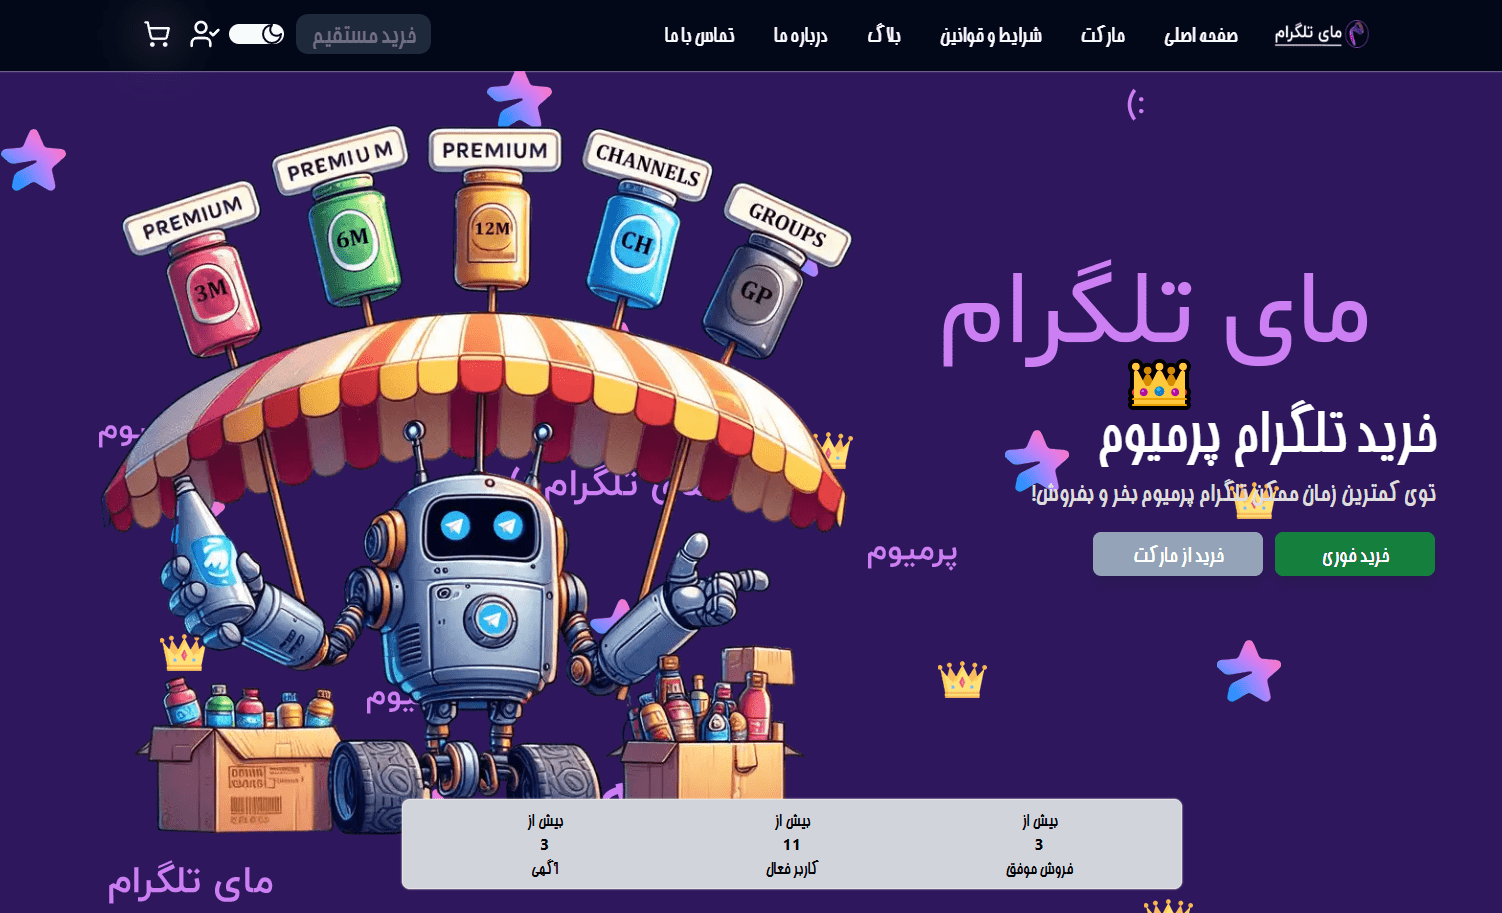 مای تلگرام
صفحه اصلی
مارکت
شرایط و قوانین
بلاگ
درباره ما
تماس با ما
خرید مستقیم
(:
PREMIUM
PREMIUM
PREMIUM
CHANNELS
GROUPS
3M
6M
12M
CH
GP
مای تلگرام
خرید تلگرام پرمیوم
توی کمترین زمان ممکن تلگرام پرمیوم بخر و بفروش!
خرید فوری
خرید از مارکت
تلگرام
پرمیوم
بیش از
3
فروش موفق
بیش از
11
کاربر فعال
بیش از
3
آگهی
مای تلگرام